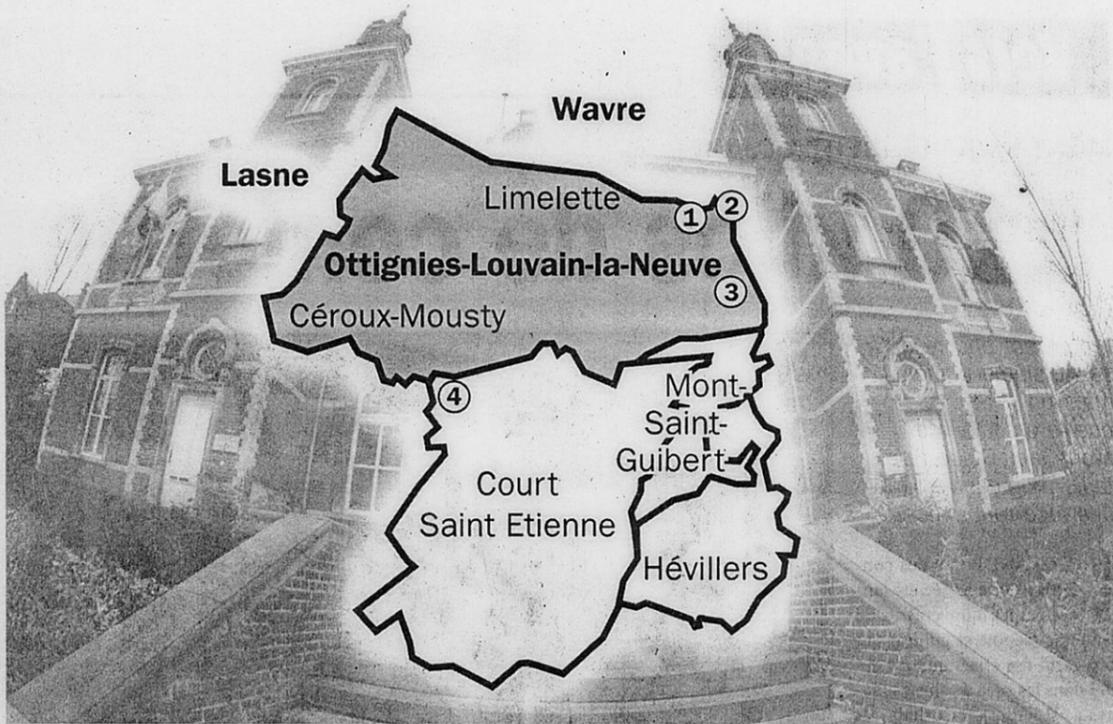 Wavre
Lasne
Limelette
1
2
Ottignies-Louvain-la-Neuve
3
Céroux-Mousty
4
Mont-
Saint-
Guibert
Court
Saint Etienne
Hévillers